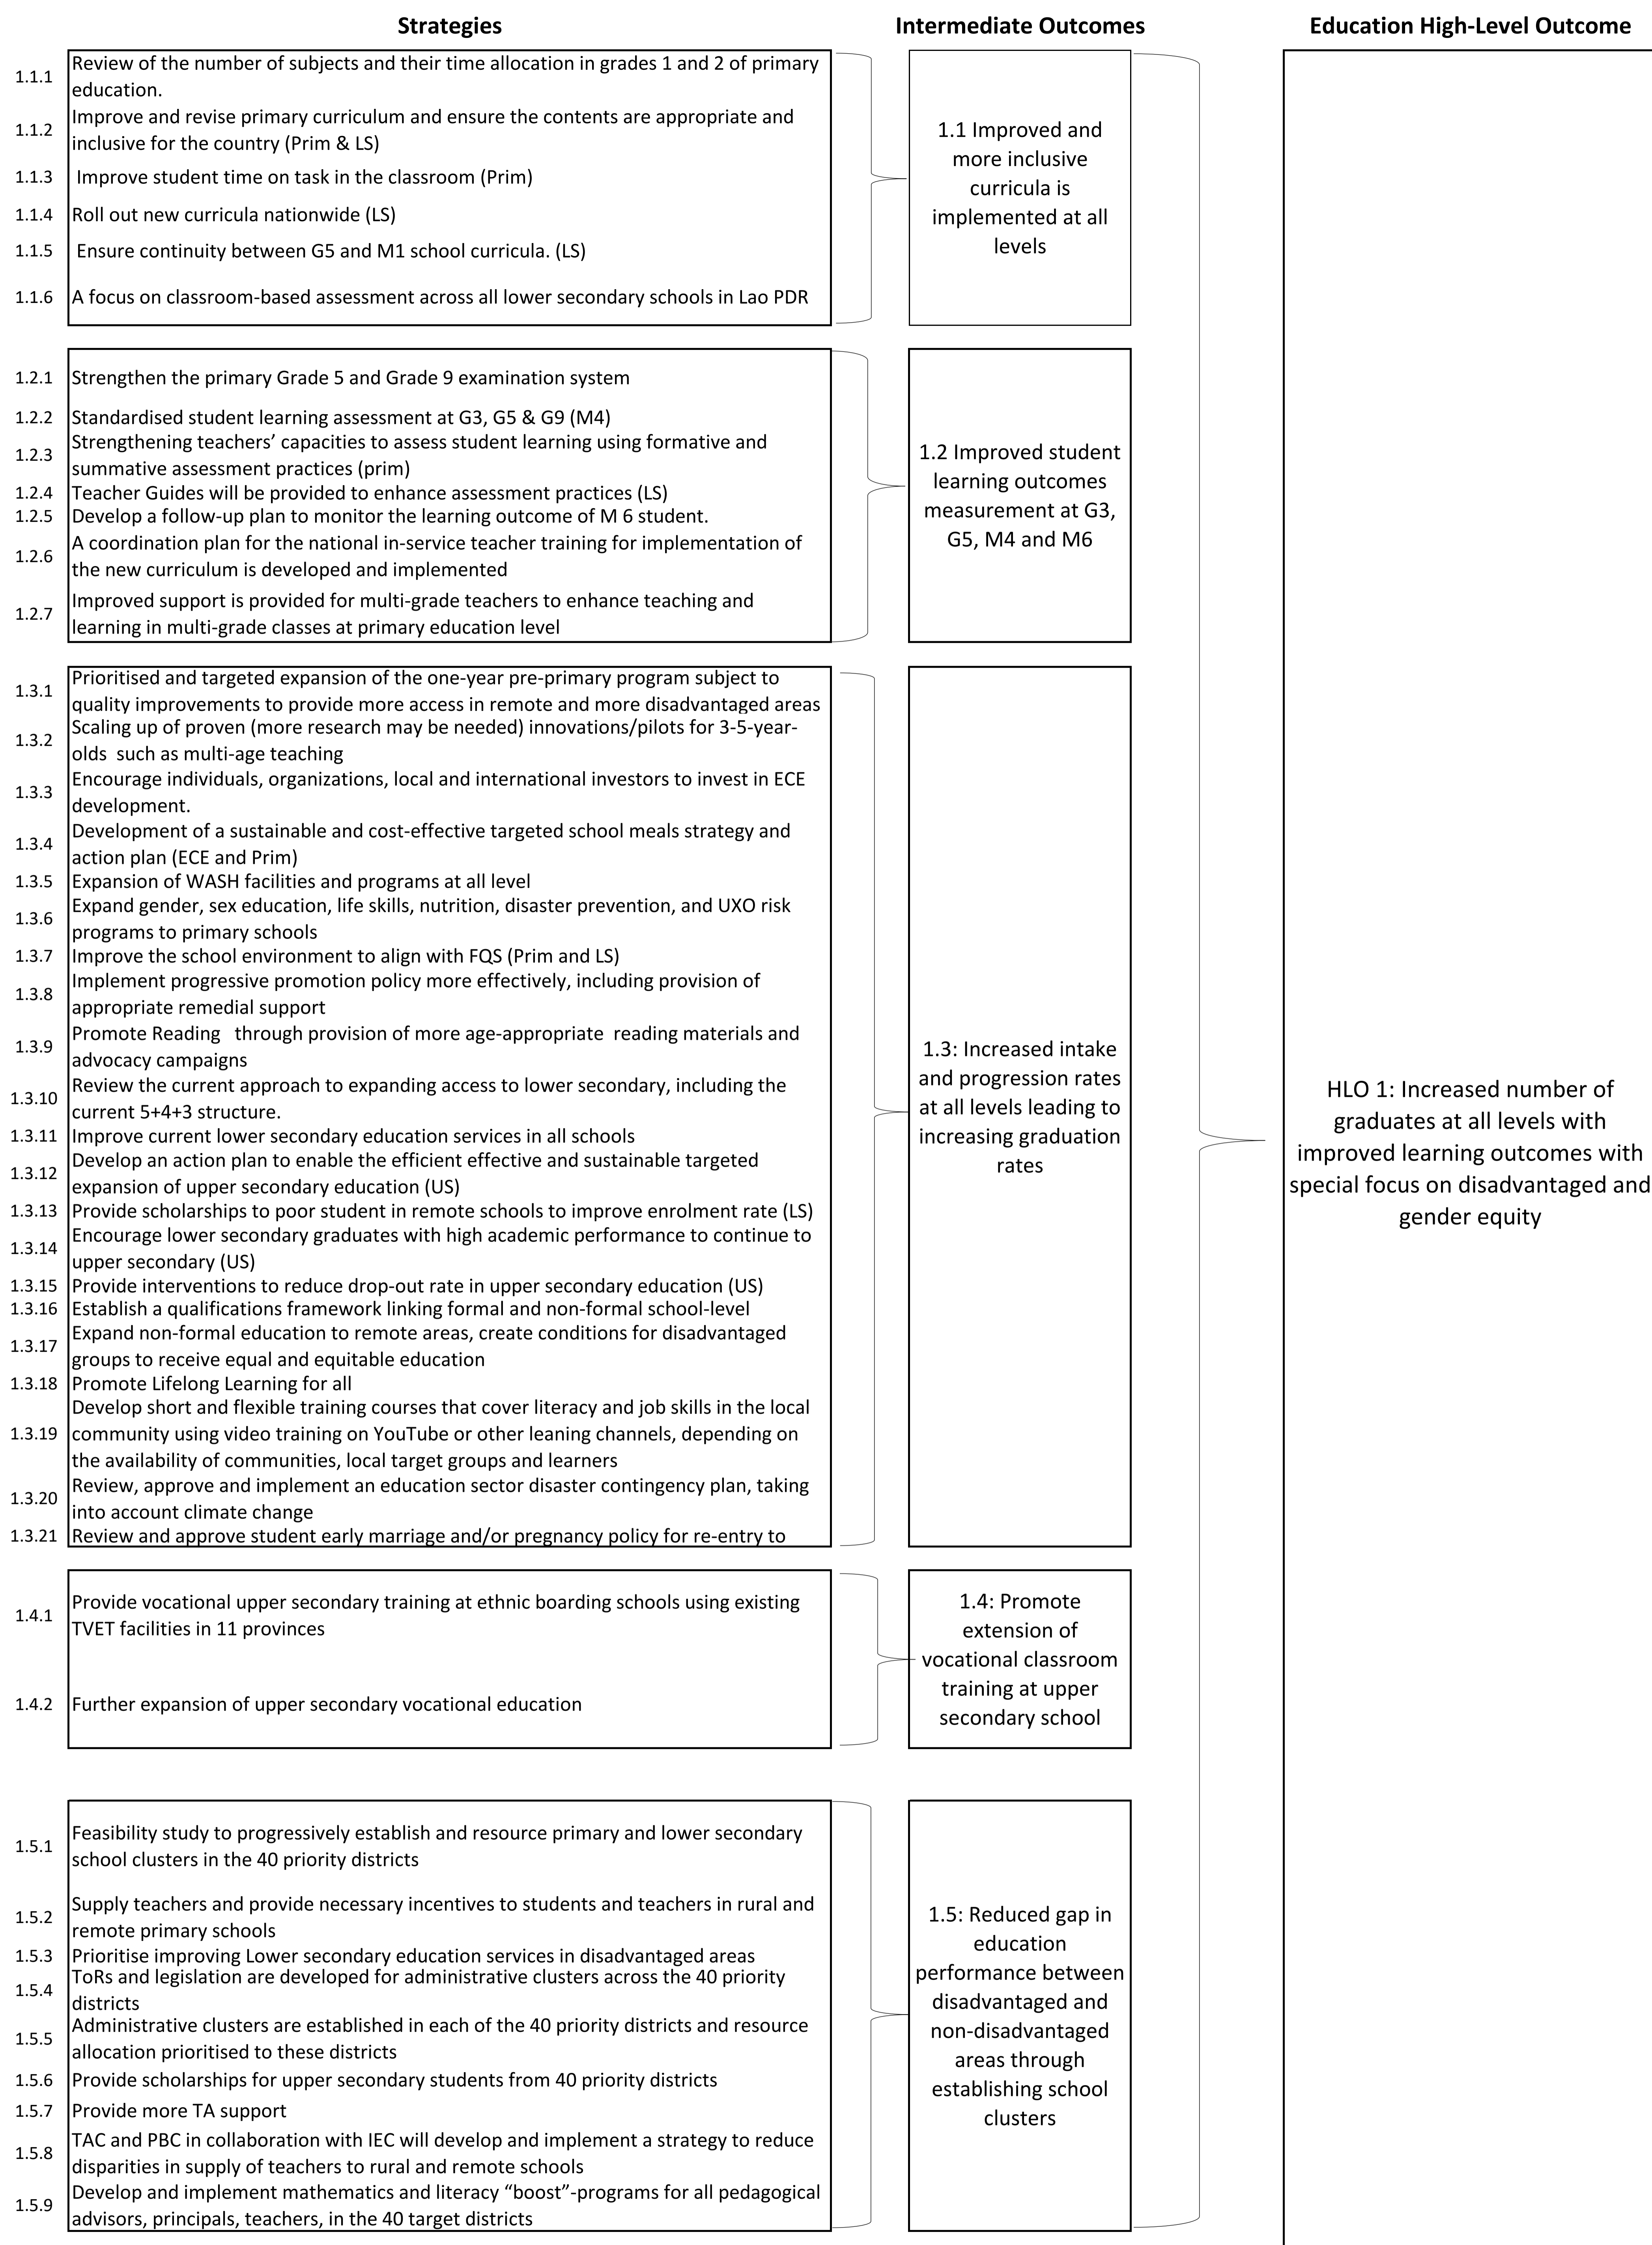 Strategies
Intermediate Outcomes
Education High-Level Outcome
1.1.1
Review of the number of subjects and their time allocation in grades 1 and 2 of primary
education.
1.1.2
Improve and revise primary curriculum and ensure the contents are appropriate and
inclusive for the country (Prim & LS)
1.1.3
Improve student time on task in the classroom (Prim)
1.1.4
Roll out new curricula nationwide (LS)
1.1.5
Ensure continuity between G5 and M1 school curricula. (LS)
1.1.6
A focus on classroom-based assessment across all lower secondary schools in Lao PDR
1.1 Improved and
more inclusive
curricula is
implemented at all
levels
1.2.1
Strengthen the primary Grade 5 and Grade 9 examination system
1.2.2
Standardised student learning assessment at G3, G5 & G9 (M4)
1.2.3
Strengthening teachers’ capacities to assess student learning using formative and
summative assessment practices (prim)
1.2.4
Teacher Guides will be provided to enhance assessment practices (LS)
1.2.5
Develop a follow-up plan to monitor the learning outcome of M 6 student.
1.2.6
A coordination plan for the national in-service teacher training for implementation of
the new curriculum is developed and implemented
1.2.7
Improved support is provided for multi-grade teachers to enhance teaching and
learning in multi-grade classes at primary education level
1.2 Improved student
learning outcomes
measurement at G3,
G5, M4 and M6
1.3.1
Prioritised and targeted expansion of the one-year pre-primary program subject to
quality improvements to provide more access in remote and more disadvantaged areas
1.3.2
Scaling up of proven (more research may be needed) innovations/pilots for 3-5-year-
olds such as multi-age teaching
1.3.3
Encourage individuals, organizations, local and international investors to invest in ECE
development.
1.3.4
Development of a sustainable and cost-effective targeted school meals strategy and
action plan (ECE and Prim)
1.3.5
Expansion of WASH facilities and programs at all level
1.3.6
Expand gender, sex education, life skills, nutrition, disaster prevention, and UXO risk
programs to primary schools
1.3.7
Improve the school environment to align with FQS (Prim and LS)
1.3.8
Implement progressive promotion policy more effectively, including provision of
appropriate remedial support
1.3.9
Promote Reading through provision of more age-appropriate reading materials and
advocacy campaigns
1.3.10
Review the current approach to expanding access to lower secondary, including the
current 5+4+3 structure.
1.3.11
Improve current lower secondary education services in all schools
1.3.12
Develop an action plan to enable the efficient effective and sustainable targeted
expansion of upper secondary education (US)
1.3.13
Provide scholarships to poor student in remote schools to improve enrolment rate (LS)
1.3.14
Encourage lower secondary graduates with high academic performance to continue to
upper secondary (US)
1.3.15
Provide interventions to reduce drop-out rate in upper secondary education (US)
1.3.16
Establish a qualifications framework linking formal and non-formal school-level
1.3.17
Expand non-formal education to remote areas, create conditions for disadvantaged
groups to receive equal and equitable education
1.3.18
Promote Lifelong Learning for all
1.3.19
Develop short and flexible training courses that cover literacy and job skills in the local
community using video training on YouTube or other leaning channels, depending on
the availability of communities, local target groups and learners
1.3.20
Review, approve and implement an education sector disaster contingency plan, taking
into account climate change
1.3.21
Review and approve student early marriage and/or pregnancy policy for re-entry to
1.3: Increased intake
and progression rates
at all levels leading to
increasing graduation
rates
HLO 1: Increased number of
graduates at all levels with
improved learning outcomes with
special focus on disadvantaged and
gender equity
1.4.1
Provide vocational upper secondary training at ethnic boarding schools using existing
TVET facilities in 11 provinces
1.4.2
Further expansion of upper secondary vocational education
1.4: Promote
extension of
vocational classroom
training at upper
secondary school
1.5.1
Feasibility study to progressively establish and resource primary and lower secondary
school clusters in the 40 priority districts
1.5.2
Supply teachers and provide necessary incentives to students and teachers in rural and
remote primary schools
1.5.3
Prioritise improving Lower secondary education services in disadvantaged areas
1.5.4
ToRs and legislation are developed for administrative clusters across the 40 priority
districts
1.5.5
Administrative clusters are established in each of the 40 priority districts and resource
allocation prioritised to these districts
1.5.6
Provide scholarships for upper secondary students from 40 priority districts
1.5.7
Provide more TA support
1.5.8
TAC and PBC in collaboration with IEC will develop and implement a strategy to reduce
disparities in supply of teachers to rural and remote schools
1.5.9
Develop and implement mathematics and literacy “boost”-programs for all pedagogical
advisors, principals, teachers, in the 40 target districts
1.5: Reduced gap in
education
performance between
disadvantaged and
non-disadvantaged
areas through
establishing school
clusters